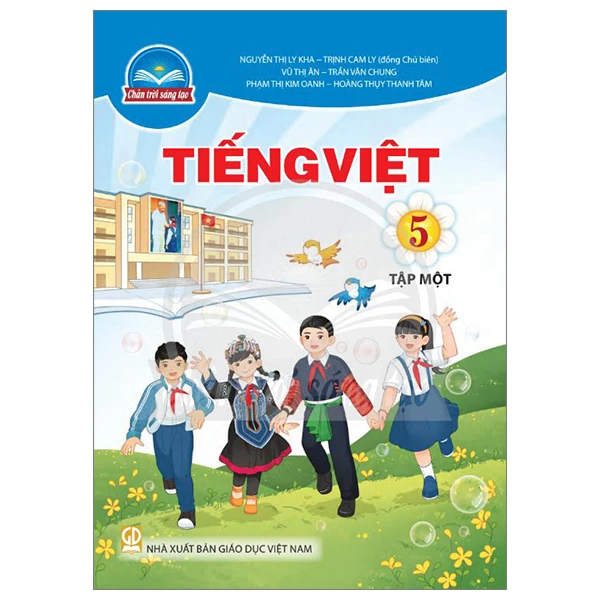 NGUYỄN THỊ LY KHA – TRỊNH CAM LY (đồng Chủ biên)
VŨ THỊ ÂN – TRẦN VĂN CHUNG
PHẠM THỊ KIM OANH – HOÀNG THỤY THANH TÂM
Chân trời sáng tạo
TIẾNG VIỆT
5
TẬP MỘT
NHÀ XUẤT BẢN GIÁO DỤC VIỆT NAM